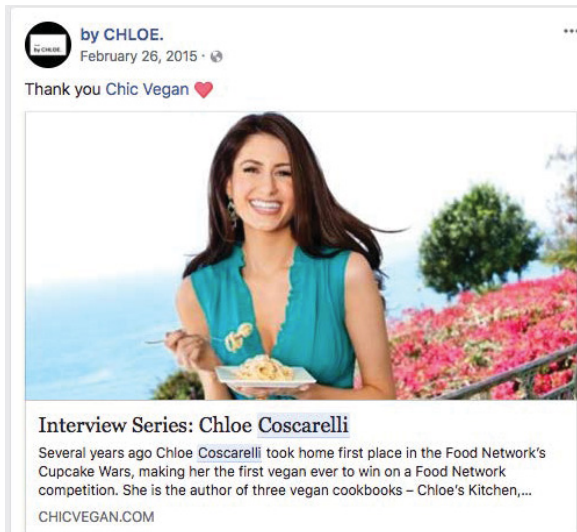 by CHLOE.
by CHLOE.
February 26, 2015 ·
Thank you Chic Vegan
Interview Series: Chloe Coscarelli
Several years ago Chloe Coscarelli took home first place in the Food Network's
Cupcake Wars, making her the first vegan ever to win on a Food Network
competition. She is the author of three vegan cookbooks – Chloe's Kitchen,...
CHICVEGAN.COM